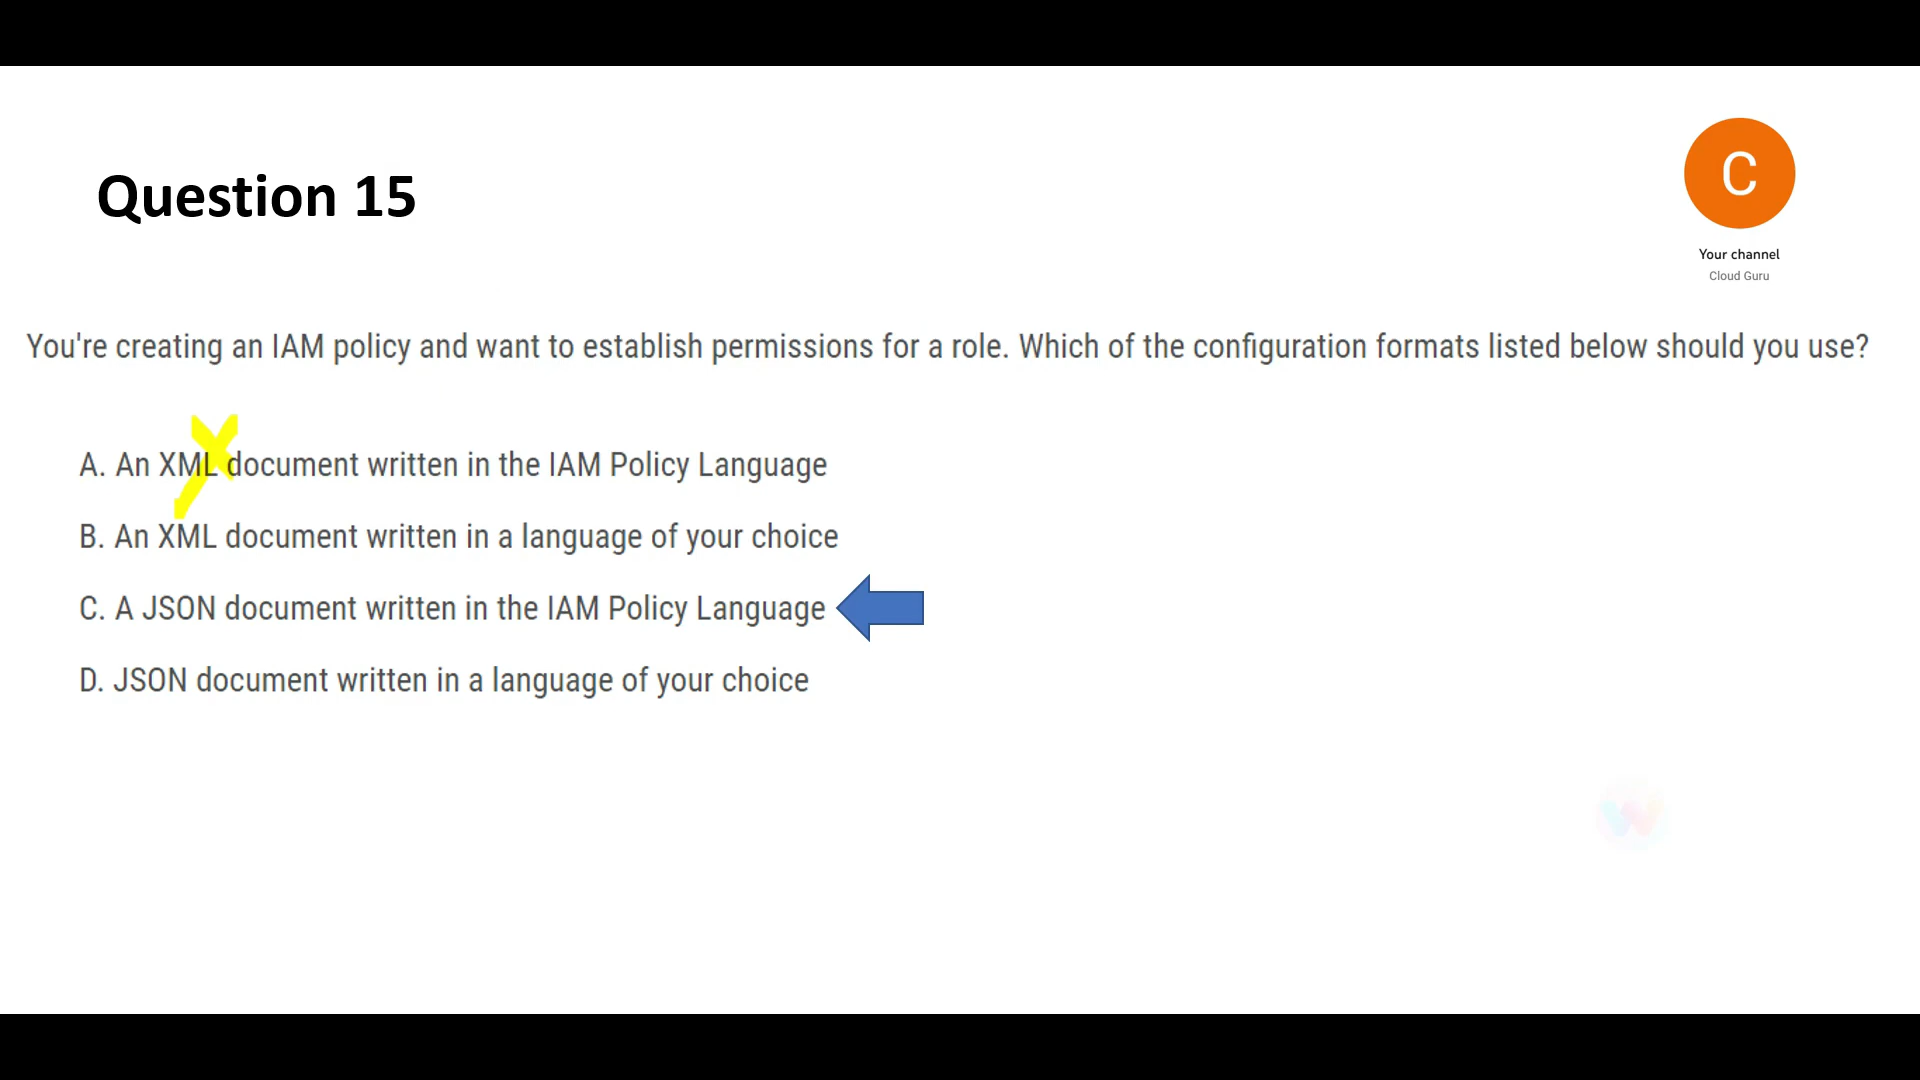 Question 15
C
Your channel
Cloud Guru
You're creating an IAM policy and want to establish permissions for a role. Which of the configuration formats listed below should you use?
A. An XML document written in the IAM Policy Language
B. An XML document written in a language of your choice
C. A JSON document written in the IAM Policy Language
D. JSON document written in a language of your choice
W